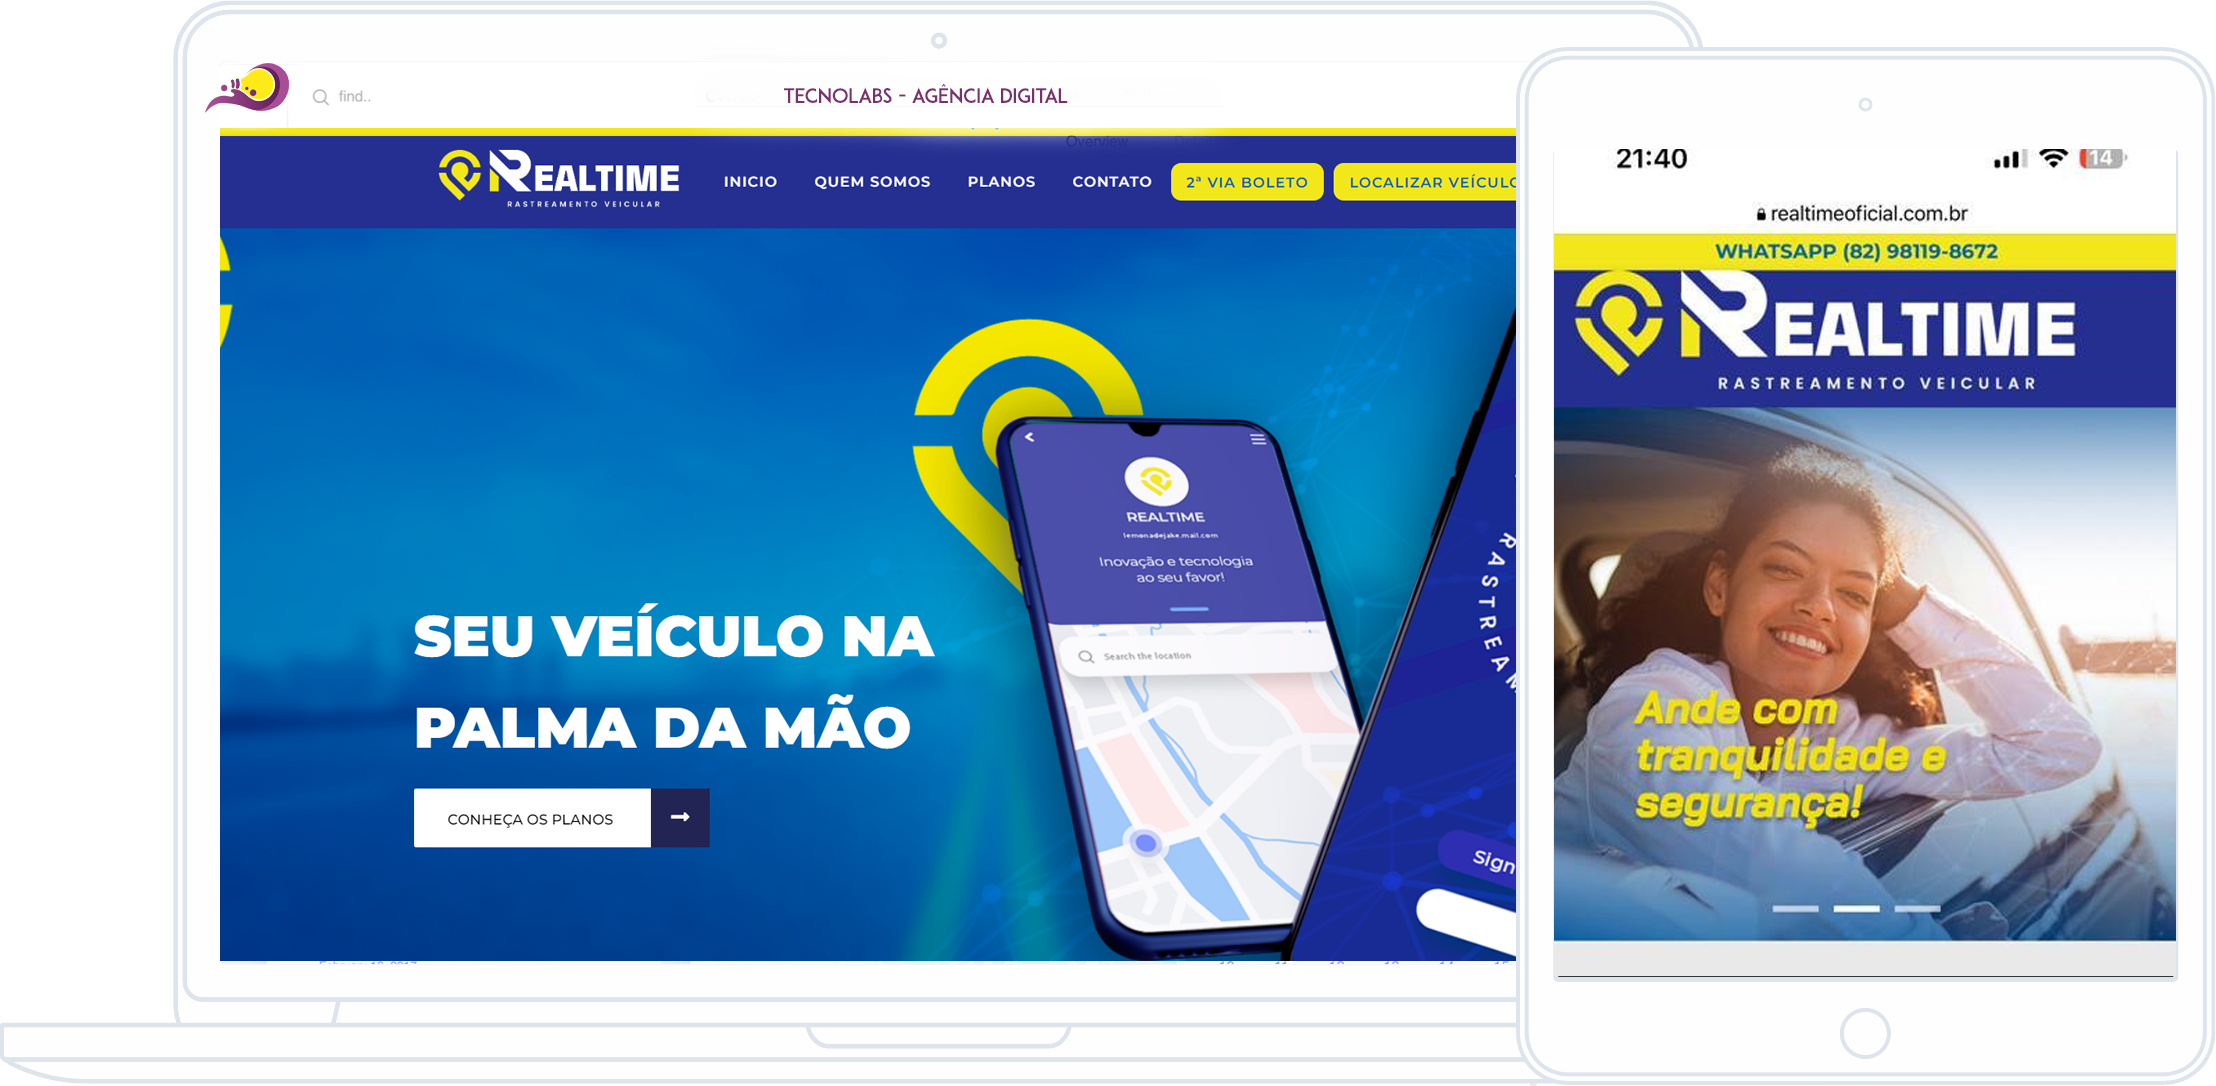 find..
TECNOLABS - AGÊNCIA DIGITAL
Overview
REALTIME
RASTREAMENTO VEICULAR
INICIO
QUEM SOMOS
PLANOS
CONTATO
2ª VIA BOLETO
LOCALIZAR VEÍCULO
SEU VEÍCULO NA
PALMA DA MÃO
CONHEÇA OS PLANOS
REALTIME
lemonadejake.mail.com
Inovação e tecnologia
ao seu favor!
Search the location
RASTREAM
Sign
21:40
14
realtimeoficial.com.br
WHATSAPP (82) 98119-8672
REALTIME
RASTREAMENTO VEICULAR
Ande com
tranquilidade e
segurança!